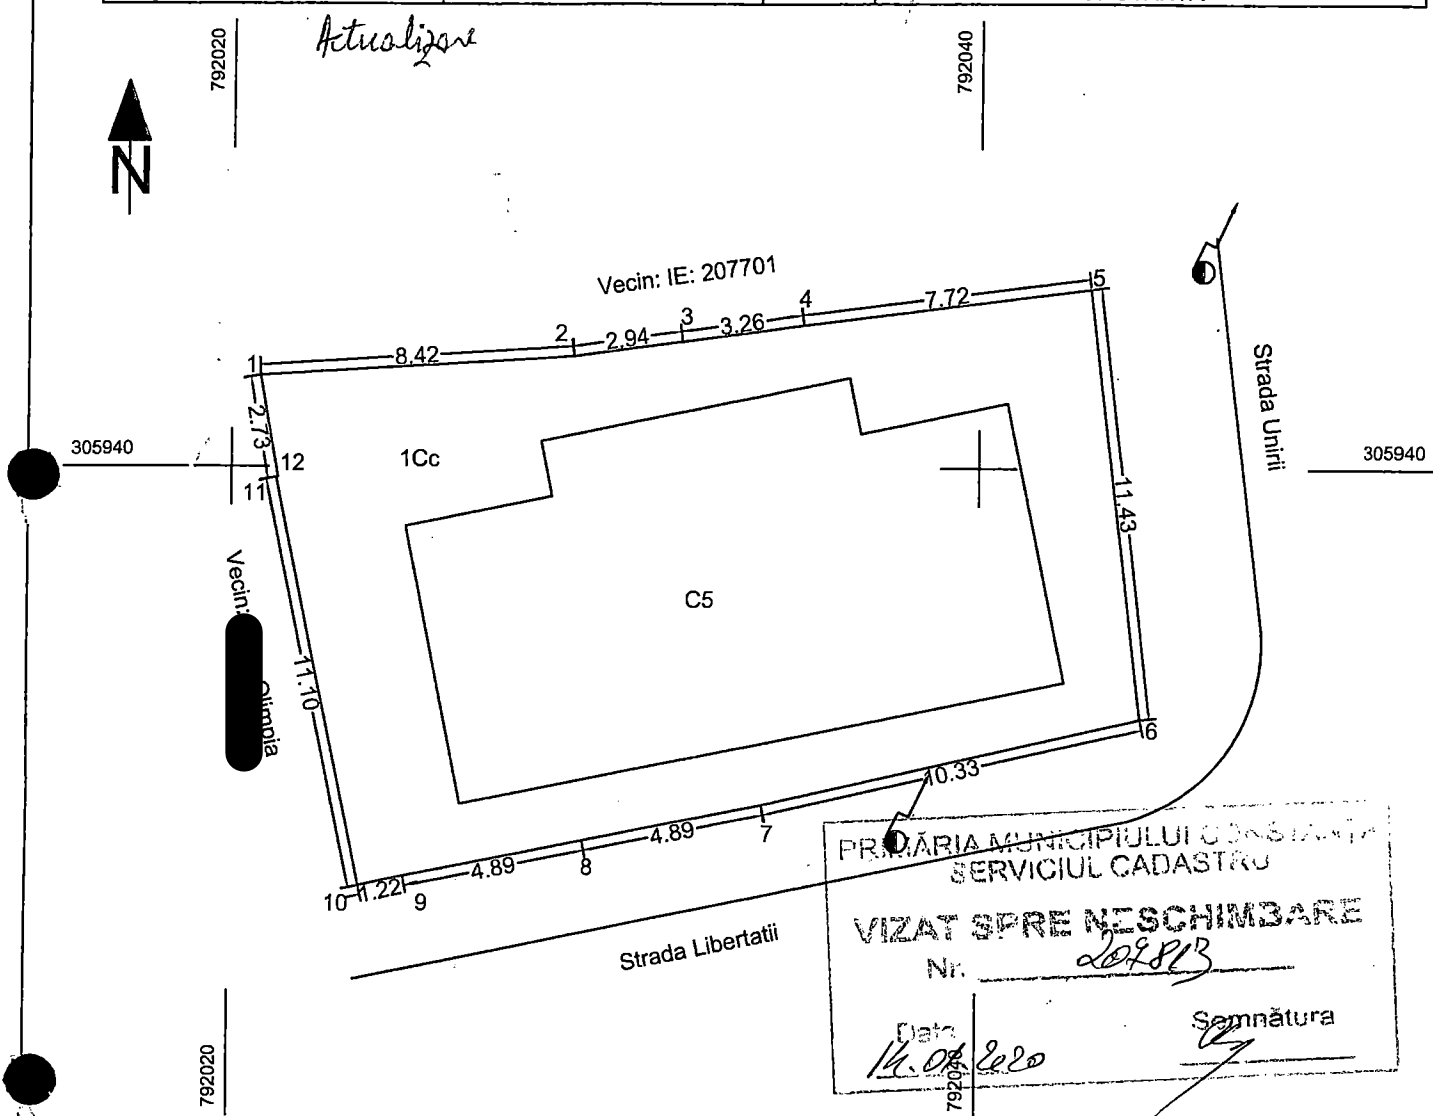 Actualizare
792020
792040
N
Vecin: IE: 207701
1
8.42
2
2.94
3
3.26
4
7.72
5
2.73
305940
12
11
1Cc
305940
Strada Unirii
11.43
C5
Vecin:
Olimpia
11.10
6
10.33
7
4.89
8
4.89
9
1.22
10
Strada Libertatii
PRIMĂRIA MUNICIPIULUI CONSTANȚA
SERVICIUL CADASTRU
VIZAT SPRE NESCHIMBARE
Nr.
Data
Semnătura
2020
792020
792040